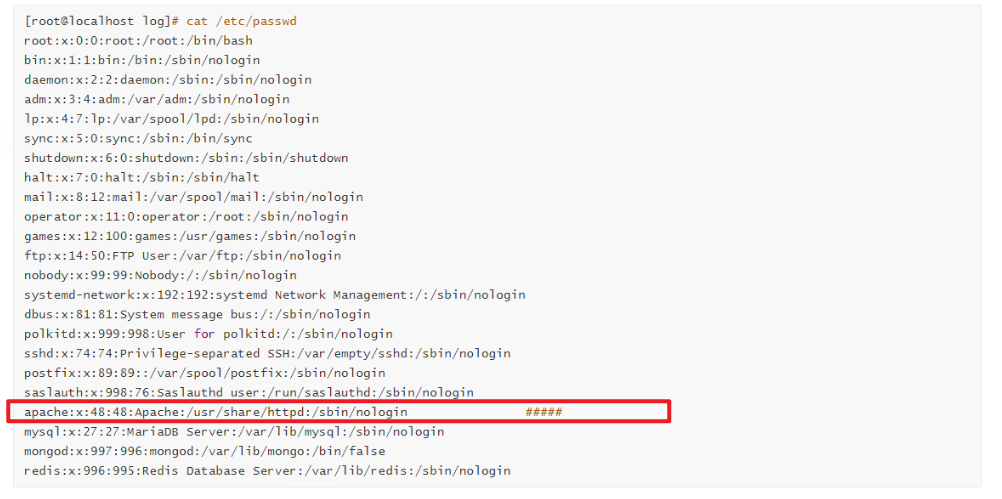 [root@localhost log]# cat /etc/passwd
root:x:0:0:root:/root:/bin/bash
bin:x:1:1:bin:/bin:/sbin/nologin
daemon:x:2:2:daemon:/sbin:/sbin/nologin
adm:x:3:4:adm:/var/adm:/sbin/nologin
lp:x:4:7:lp:/var/spool/lpd:/sbin/nologin
sync:x:5:0:sync:/sbin:/bin/sync
shutdown:x:6:0:shutdown:/sbin:/sbin/shutdown
halt:x:7:0:halt:/sbin:/sbin/halt
mail:x:8:12:mail:/var/spool/mail:/sbin/nologin
operator:x:11:0:operator:/root:/sbin/nologin
games:x:12:100:games:/usr/games:/sbin/nologin
ftp:x:14:50:FTP User:/var/ftp:/sbin/nologin
nobody:x:99:99:Nobody:/:/sbin/nologin
systemd-network:x:192:192:systemd Network Management:/:/sbin/nologin
dbus:x:81:81:System message bus:/:/sbin/nologin
polkitd:x:999:998:User for polkitd:/:/sbin/nologin
sshd:x:74:74:Privilege-separated SSH:/var/empty/sshd:/sbin/nologin
postfix:x:89:89::/var/spool/postfix:/sbin/nologin
saslauth:x:998:76:Saslauthd user:/run/saslauthd:/sbin/nologin
apache:x:48:48:Apache:/usr/share/httpd:/sbin/nologin #####
mysql:x:27:27:MariaDB Server:/var/lib/mysql:/sbin/nologin
mongod:x:997:996:mongod:/var/lib/mongo:/bin/false
redis:x:996:995:Redis Database Server:/var/lib/redis:/sbin/nologin